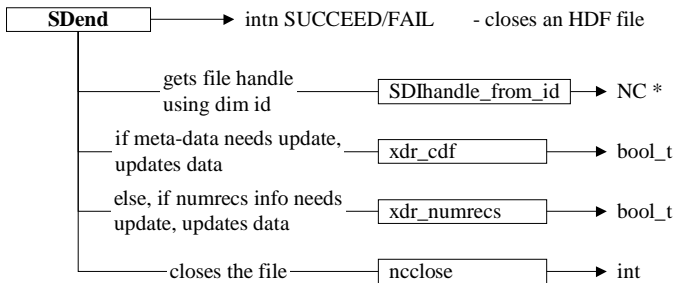 SDend intn SUCCEED/FAIL - closes an HDF file
gets file handle
using dim id
SDIhandle_from_id NC *
if meta-data needs update,
updates data
xdr_cdf bool_t
else, if numrecs info needs
update, updates data
xdr_numrecs bool_t
closes the file ncclose int